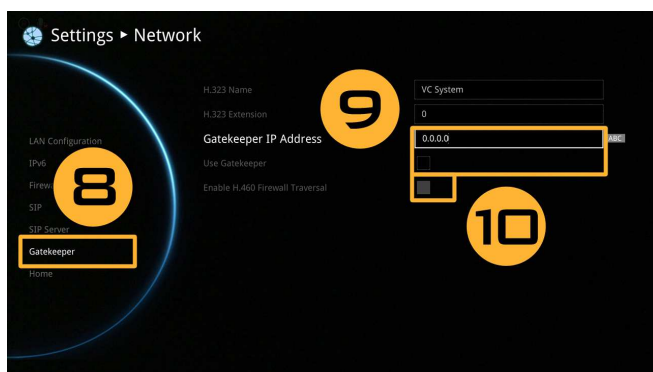 Settings ▸ Network
H.323 Name
VC System
H.323 Extension
0
9
LAN Configuration
Gatekeeper IP Address
0.0.0.0
ABC
IPv6
Use Gatekeeper
8
Enable H.460 Firewall Traversal
SIP
10
SIP Server
Gatekeeper
Home